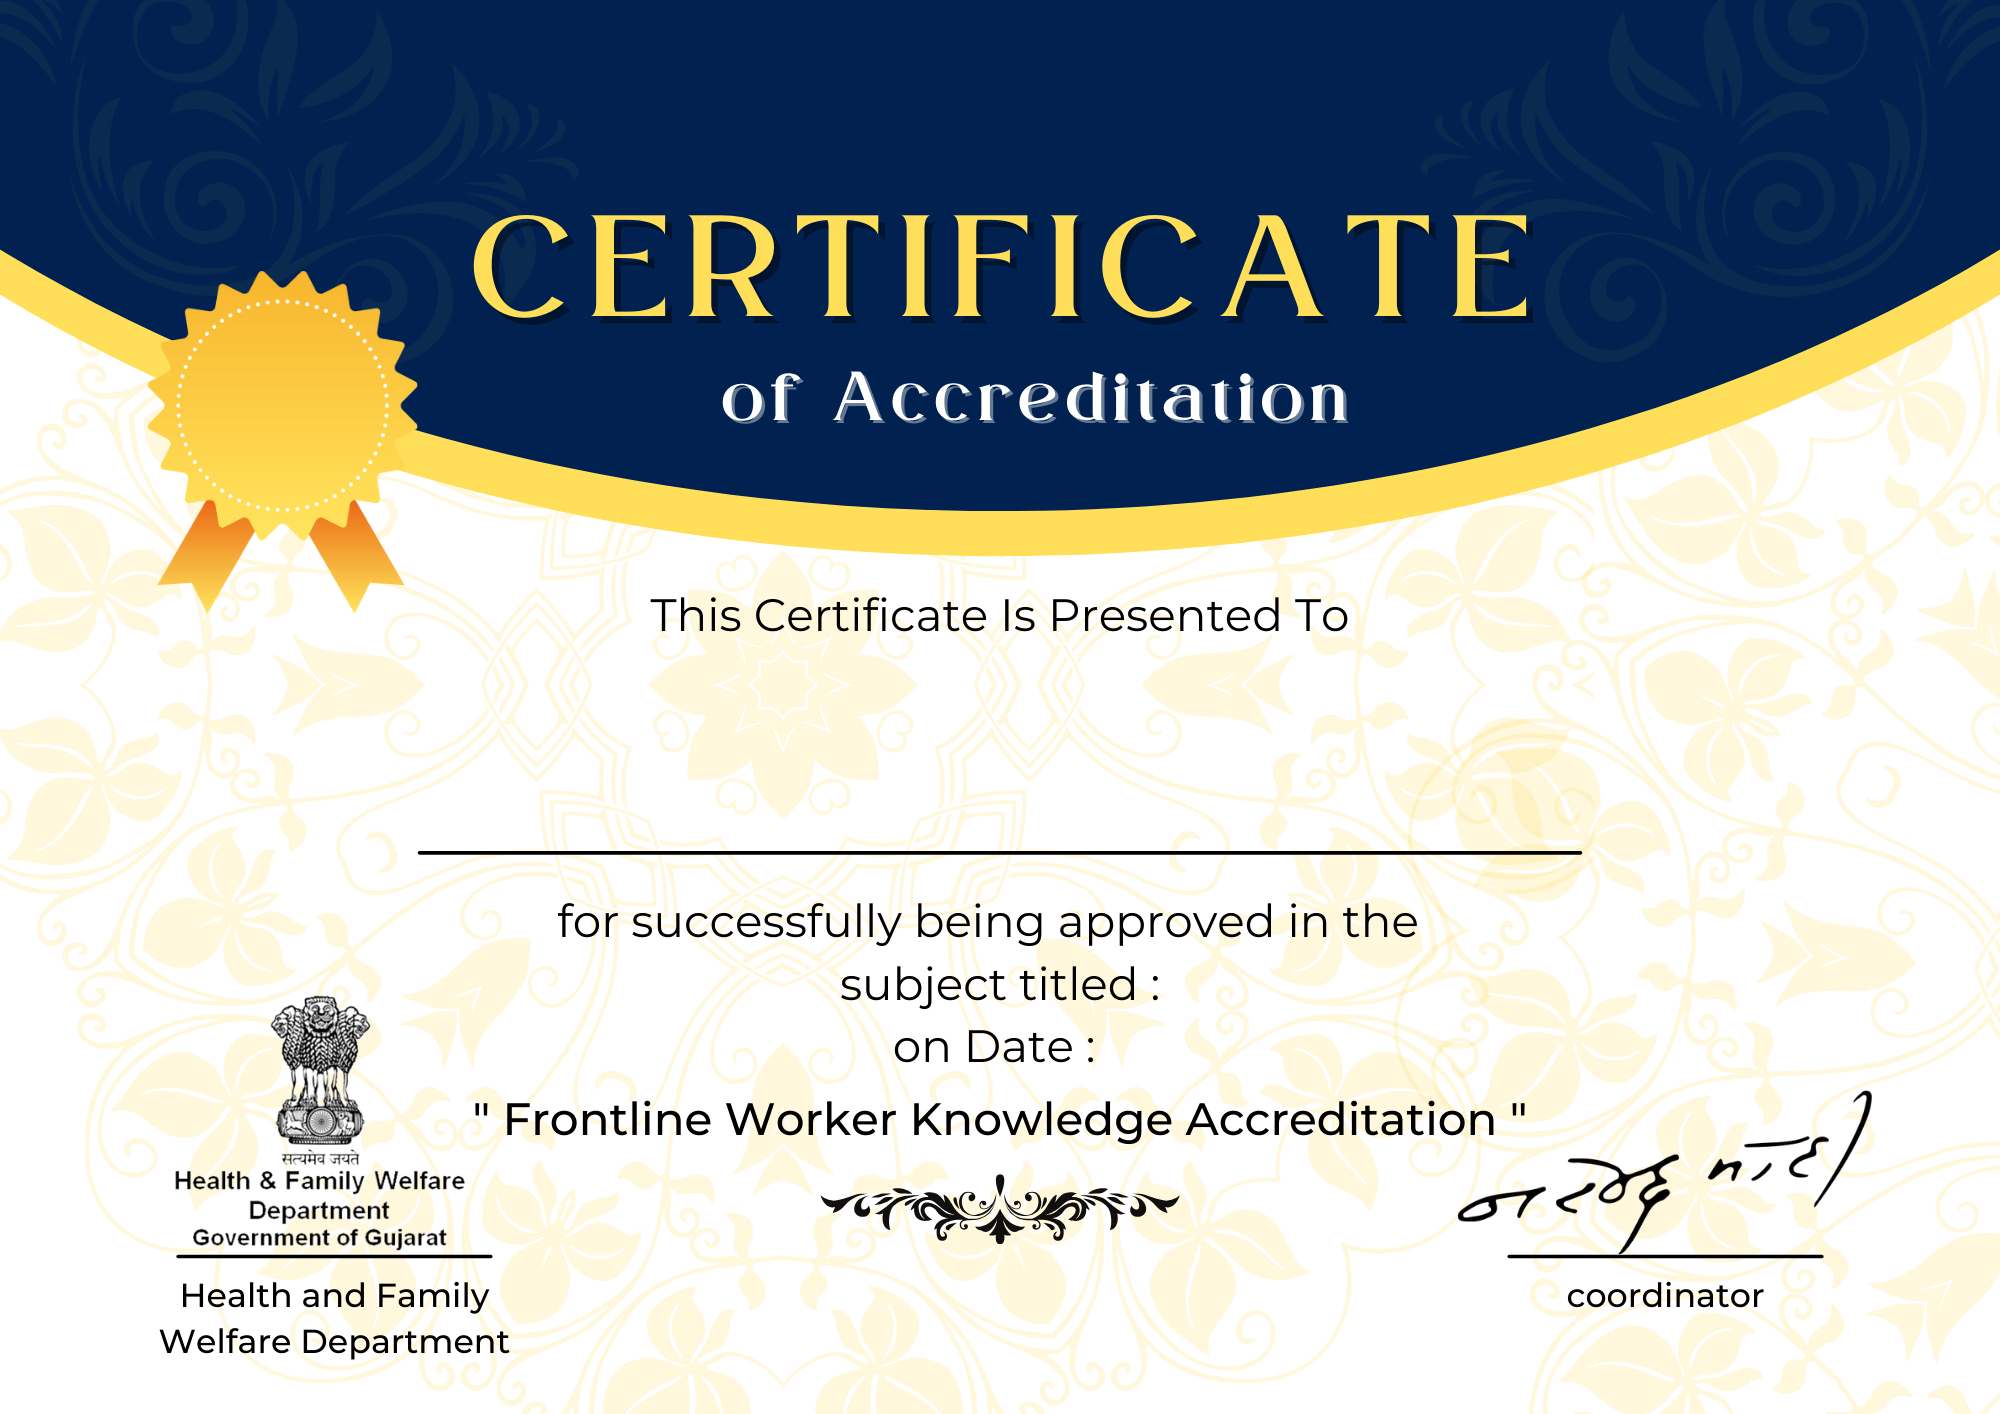 CERTIFICATE
of Accreditation
This Certificate Is Presented To
for successfully being approved in the
subject titled :
on Date :
" Frontline Worker Knowledge Accreditation "
सत्यमेव जयते
Health & Family Welfare
Department
Government of Gujarat
Health and Family
Welfare Department
coordinator